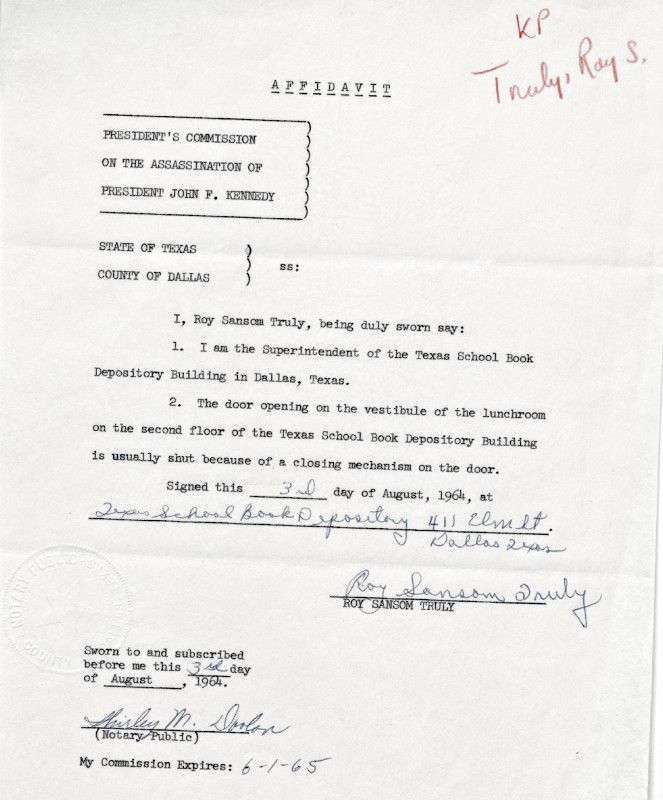 KP
Truly, Roy S.
AFFIDAVIT
PRESIDENT'S COMMISSION
ON THE ASSASSINATION OF
PRESIDENT JOHN F. KENNEDY
STATE OF TEXAS
ss:
COUNTY OF DALLAS
I, Roy Sansom Truly, being duly sworn say:
1. I am the Superintendent of the Texas School Book
Depository Building in Dallas, Texas.
2. The door opening on the vestibule of the lunchroom
on the second floor of the Texas School Book Depository Building
is usually shut because of a closing mechanism on the door.
Signed this 3rd day of August, 1964, at
Texas School Book Depository 411 Elm St.
Dallas Texas
Roy Sansom Truly
ROY SANSOM TRULY
NOTARY PUBLIC
COUNTY
Sworn to and subscribed
before me this 3rd day
of August, 1964.
Shirley M.
(Notary Public)
My Commission Expires: 6-1-65